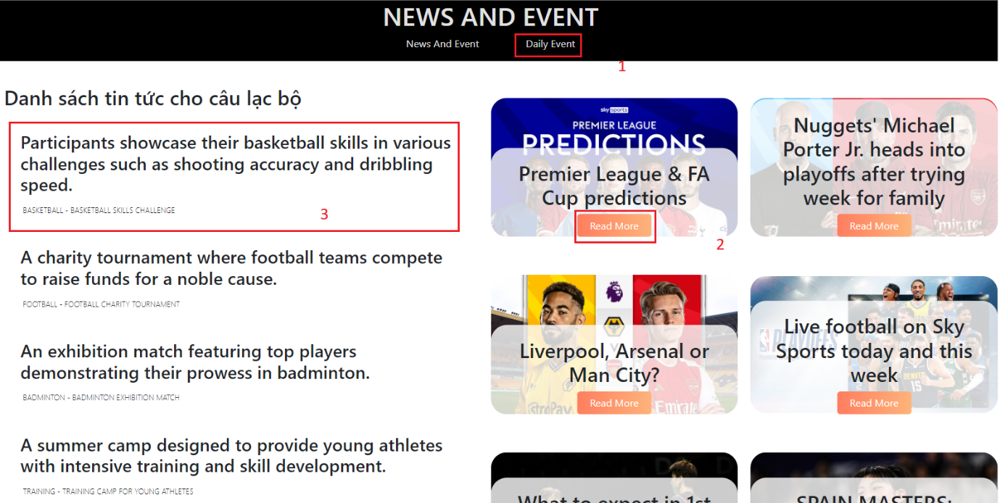 NEWS AND EVENT
News And Event
Daily Event
1
Danh sách tin tức cho câu lạc bộ
Participants showcase their basketball skills in various
challenges such as shooting accuracy and dribbling
speed.
BASKETBALL - BASKETBALL SKILLS CHALLENGE
3
A charity tournament where football teams compete
to raise funds for a noble cause.
FOOTBALL - FOOTBALL CHARITY TOURNAMENT
An exhibition match featuring top players
demonstrating their prowess in badminton.
BADMINTON - BADMINTON EXHIBITION MATCH
A summer camp designed to provide young athletes
with intensive training and skill development.
TRAINING - TRAINING CAMP FOR YOUNG ATHLETES
sky sports
PREMIER LEAGUE
PREDICTIONS
Premier League & FA
Cup predictions
Read More
2
Nuggets' Michael
Porter Jr. heads into
playoffs after trying
week for family
Read More
Liverpool, Arsenal or
Man City?
Read More
PLAYOFFS
Live football on Sky
Sports today and this
week
15
Read More
What to expect in 1st
SPAIN MASTERS: